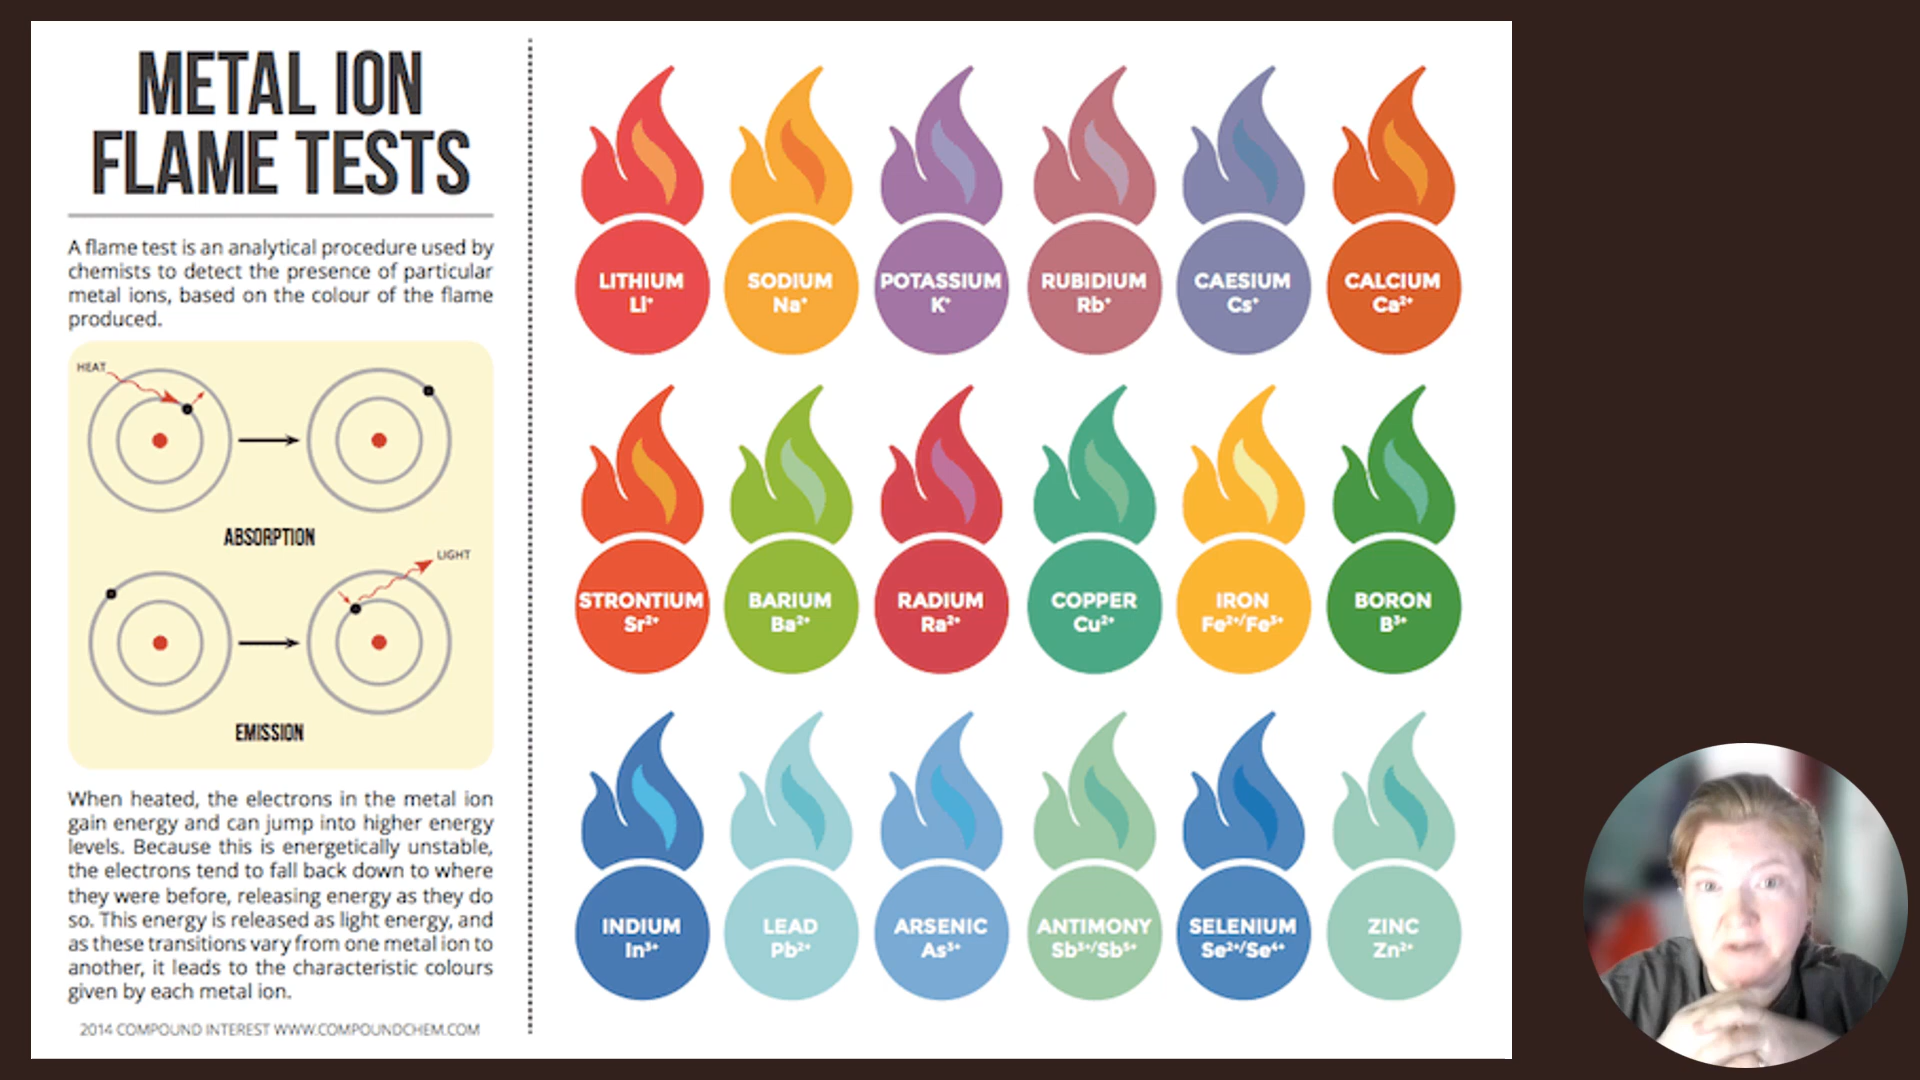 METAL ION
FLAME TESTS
A flame test is an analytical procedure used by
chemists to detect the presence of particular
metal ions, based on the colour of the flame
produced.
HEAT
ABSORPTION
LIGHT
EMISSION
When heated, the electrons in the metal ion
gain energy and can jump into higher energy
levels. Because this is energetically unstable,
the electrons tend to fall back down to where
they were before, releasing energy as they do
so. This energy is released as light energy, and
as these transitions vary from one metal ion to
another, it leads to the characteristic colours
given by each metal ion.
2014 COMPOUND INTEREST WWW.COMPOUNDCHEM.COM
LITHIUM
Li⁺
SODIUM
Na⁺
POTASSIUM
K⁺
RUBIDIUM
Rb⁺
CAESIUM
Cs⁺
CALCIUM
Ca²⁺
STRONTIUM
Sr²⁺
BARIUM
Ba²⁺
RADIUM
Ra²⁺
COPPER
Cu²⁺
IRON
Fe²⁺/Fe³⁺
BORON
B³⁺
INDIUM
In³⁺
LEAD
Pb²⁺
ARSENIC
As³⁺
ANTIMONY
Sb³⁺/Sb⁵⁺
SELENIUM
Se²⁺/Se⁴⁺
ZINC
Zn²⁺